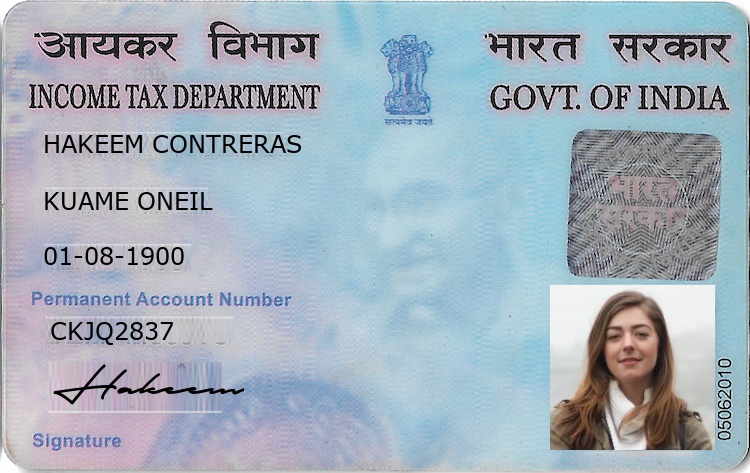 आयकर विभाग
भारत सरकार
INCOME TAX DEPARTMENT
GOVT. OF INDIA
सत्यमेव जयते
HAKEEM CONTRERAS
KUAME ONEIL
01-08-1900
भारत सरकार
Permanent Account Number
CKJQ2837
Hakeem
Signature
05062010